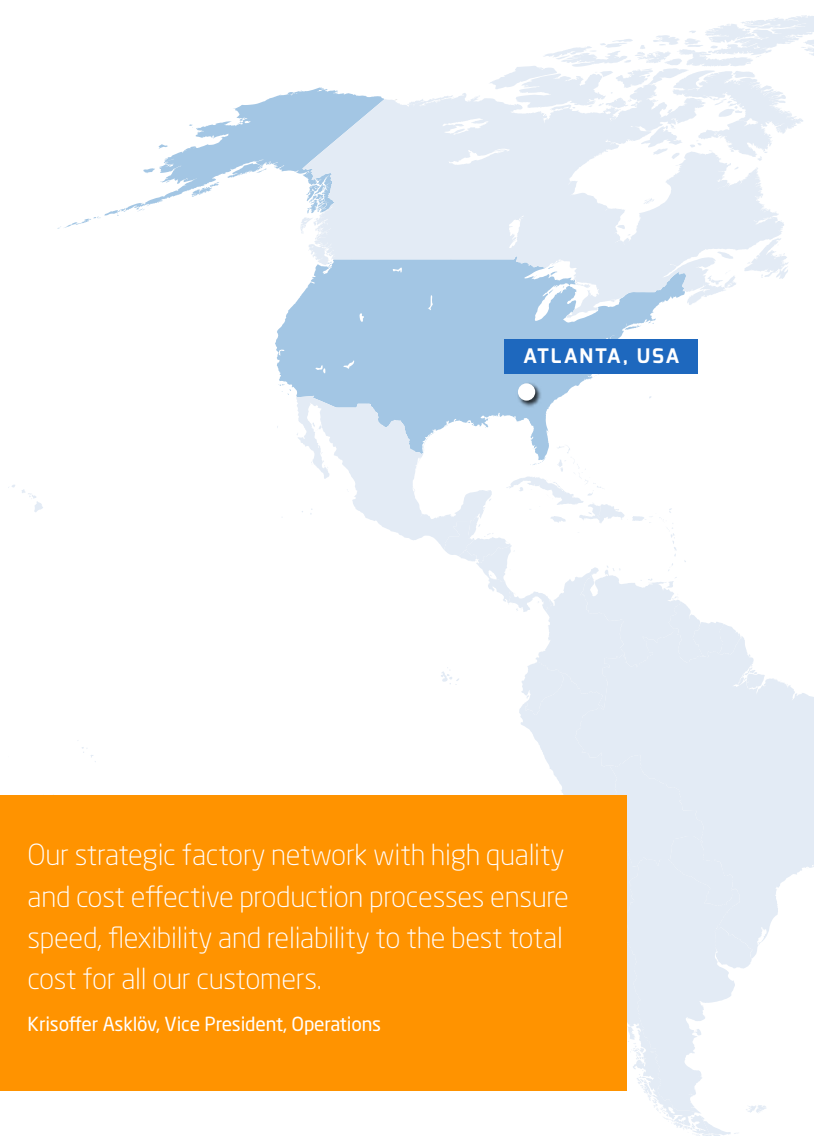 ATLANTA, USA
Our strategic factory network with high quality
and cost effective production processes ensure
speed, flexibility and reliability to the best total
cost for all our customers.
Krisoffer Asklöv, Vice President, Operations